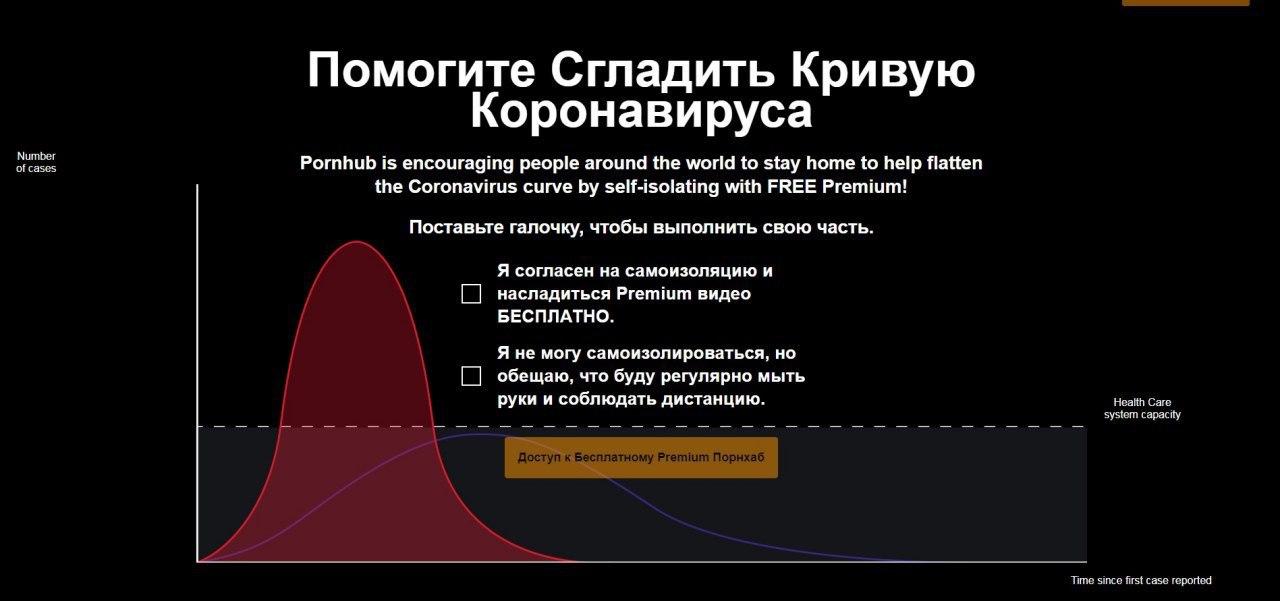 Помогите Сгладить Кривую
Коронавируса
Number
of cases
Pornhub is encouraging people around the world to stay home to help flatten
the Coronavirus curve by self-isolating with FREE Premium!
Поставьте галочку, чтобы выполнить свою часть.
Я согласен на самоизоляцию и
насладиться Premium видео
БЕСПЛАТНО.
Я не могу самоизолироваться, но
обещаю, что буду регулярно мыть
руки и соблюдать дистанцию.
Health Care
system capacity
Доступ к Бесплатному Premium Порнхаб
Time since first case reported